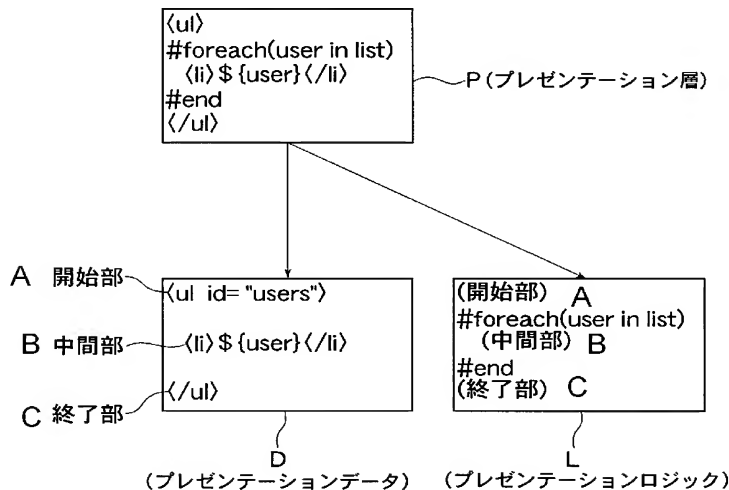 〈ul〉
#foreach(user in list)
〈li〉${user}〈/li〉
#end
〈/ul〉
P(プレゼンテーション層)
A 開始部
〈ul id="users"〉
B 中間部
〈li〉${user}〈/li〉
C 終了部
〈/ul〉
D
(プレゼンテーションデータ)
(開始部) A
#foreach(user in list)
(中間部) B
#end
(終了部) C
L
(プレゼンテーションロジック)